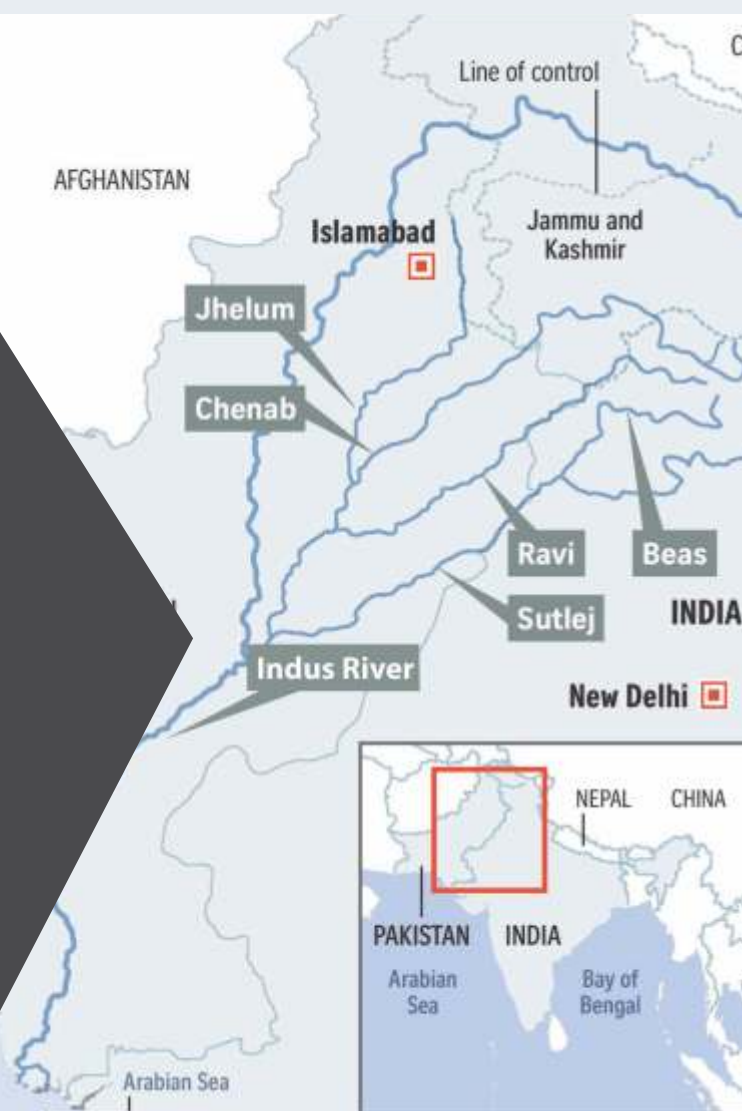 C
Line of control
AFGHANISTAN
Islamabad
Jammu and
Kashmir
Jhelum
Chenab
Ravi
Beas
Sutlej
INDIA
Indus River
New Delhi
NEPAL
CHINA
PAKISTAN
INDIA
Arabian
Sea
Bay of
Bengal
Arabian Sea